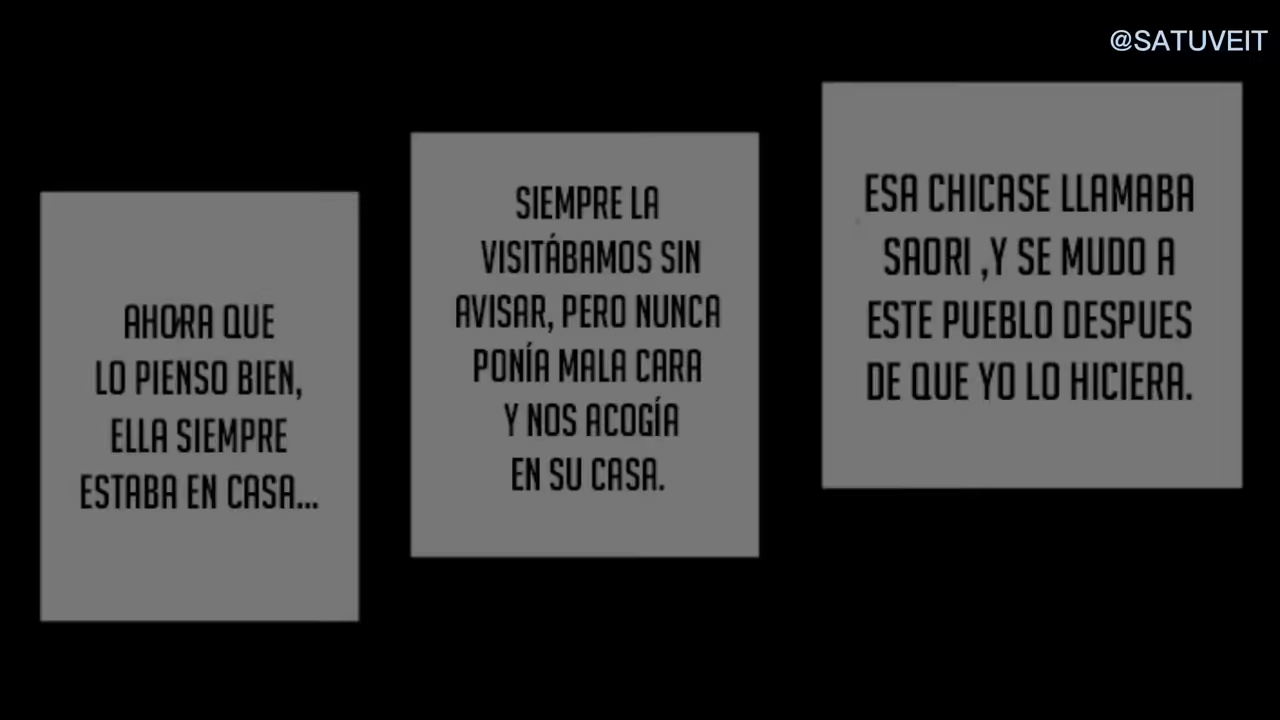 @SATUVEIT
ESA CHICASE LLAMABA
SAORI ,Y SE MUDO A
ESTE PUEBLO DESPUES
DE QUE YO LO HICIERA.
SIEMPRE LA
VISITÁBAMOS SIN
AVISAR, PERO NUNCA
PONÍA MALA CARA
Y NOS ACOGÍA
EN SU CASA.
AHORA QUE
LO PIENSO BIEN,
ELLA SIEMPRE
ESTABA EN CASA...